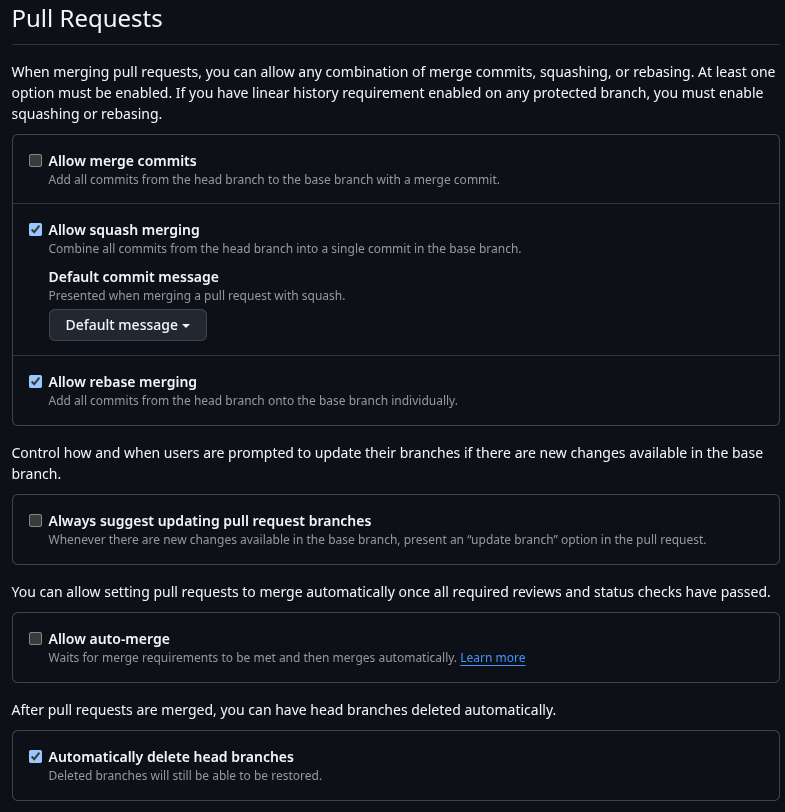 Pull Requests
When merging pull requests, you can allow any combination of merge commits, squashing, or rebasing. At least one
option must be enabled. If you have linear history requirement enabled on any protected branch, you must enable
squashing or rebasing.
Allow merge commits
Add all commits from the head branch to the base branch with a merge commit.
Allow squash merging
Combine all commits from the head branch into a single commit in the base branch.
Default commit message
Presented when merging a pull request with squash.
Default message
Allow rebase merging
Add all commits from the head branch onto the base branch individually.
Control how and when users are prompted to update their branches if there are new changes available in the base
branch.
Always suggest updating pull request branches
Whenever there are new changes available in the base branch, present an “update branch” option in the pull request.
You can allow setting pull requests to merge automatically once all required reviews and status checks have passed.
Allow auto-merge
Waits for merge requirements to be met and then merges automatically. Learn more
After pull requests are merged, you can have head branches deleted automatically.
Automatically delete head branches
Deleted branches will still be able to be restored.